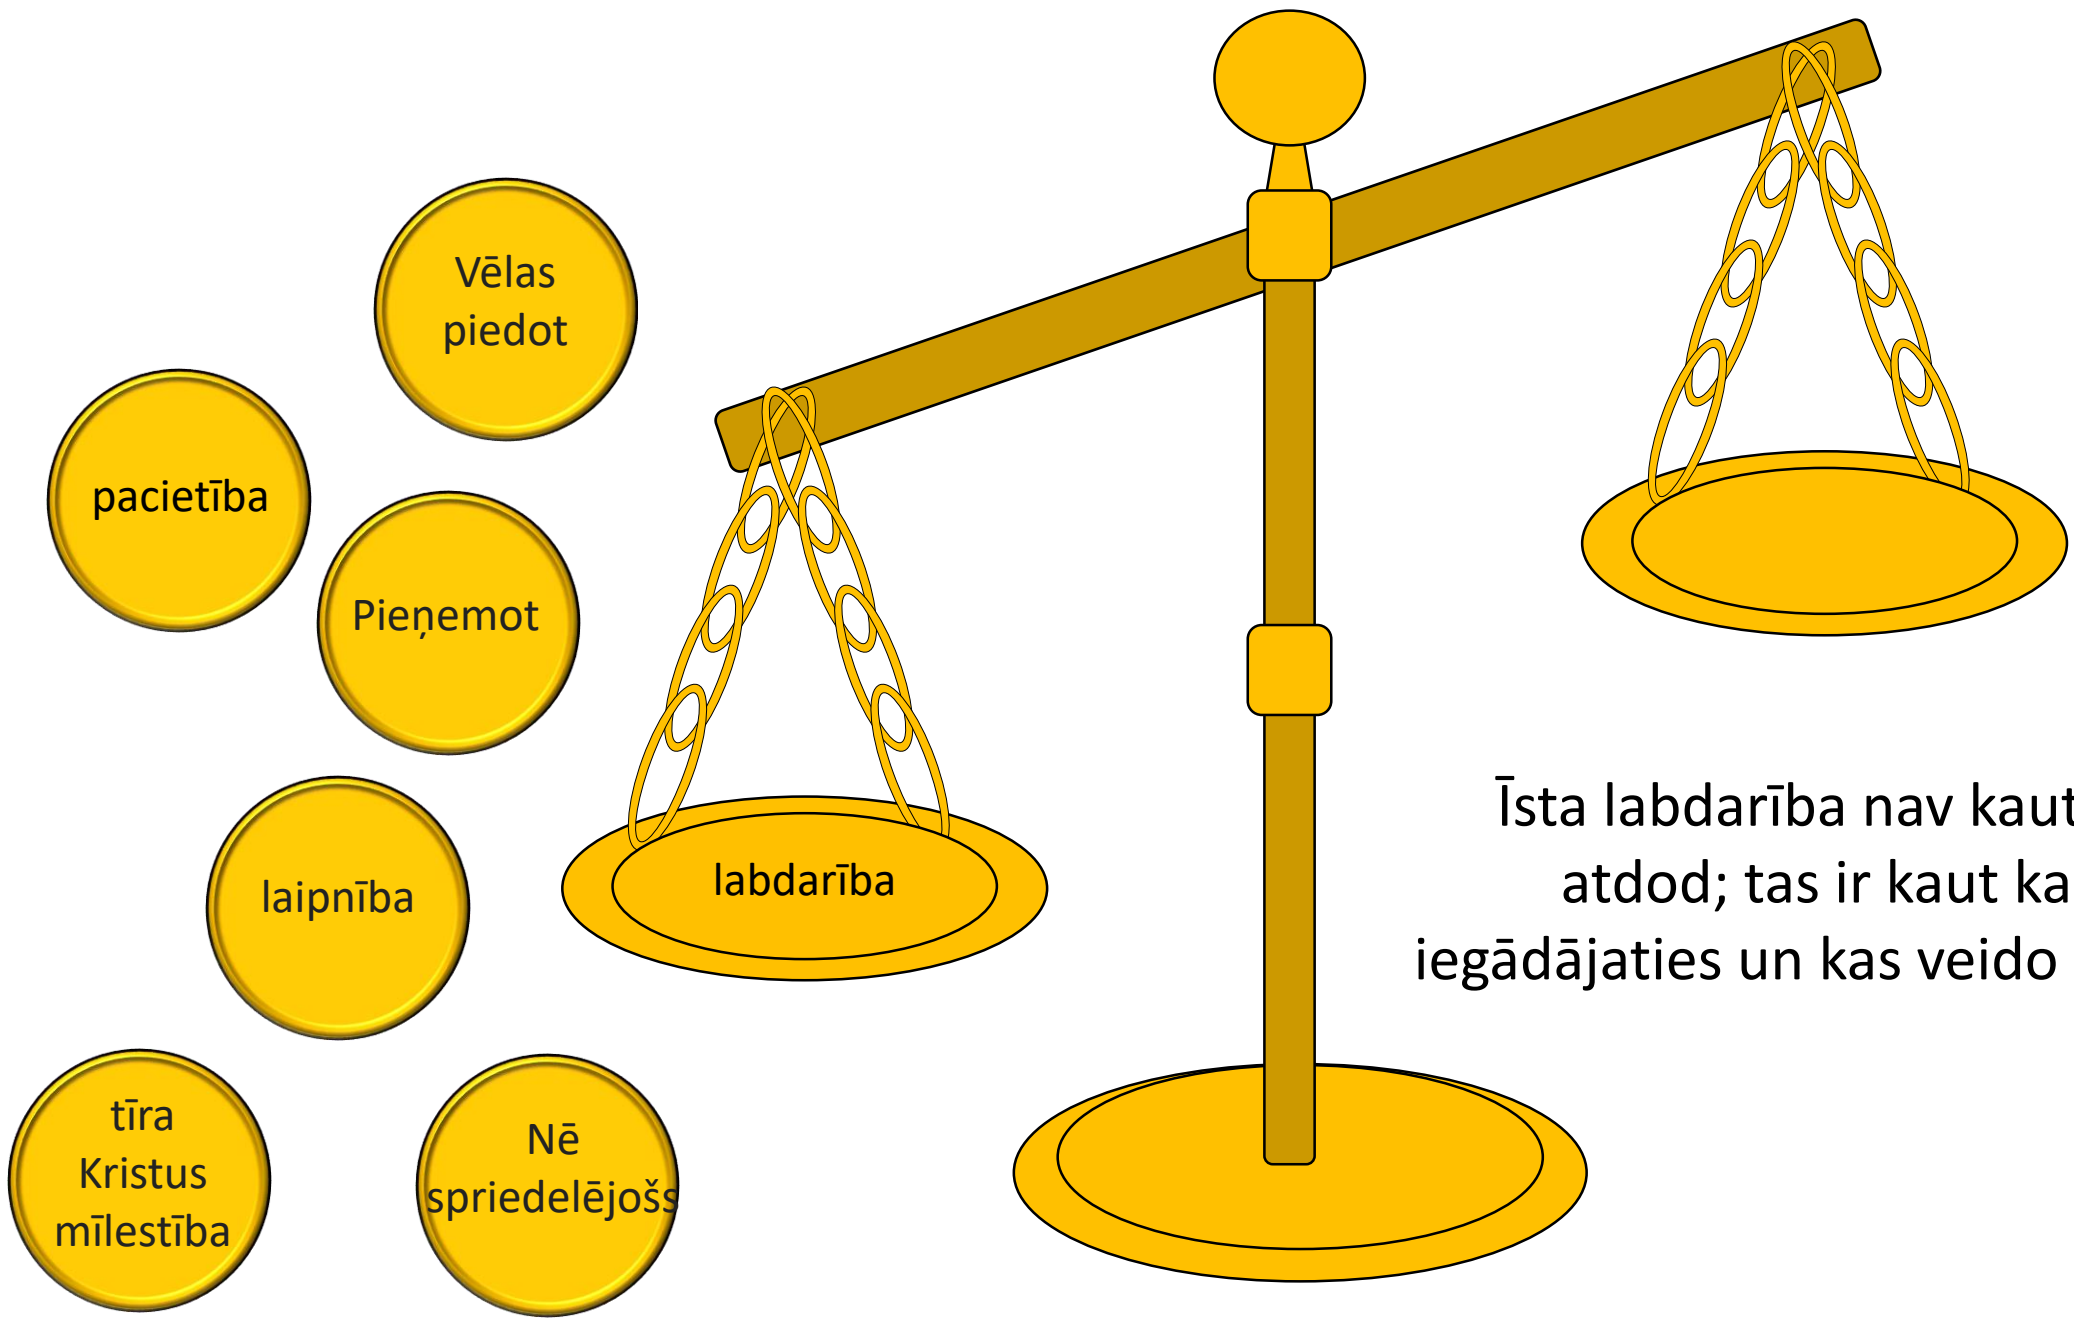 Vēlas
piedot
pacietība
Pieņemot
laipnība
labdarība
tīra
Kristus
mīlestība
Nē
spriedelējošs
Īsta labdarība nav kaut
atdod; tas ir kaut
iegādājaties un kas veido